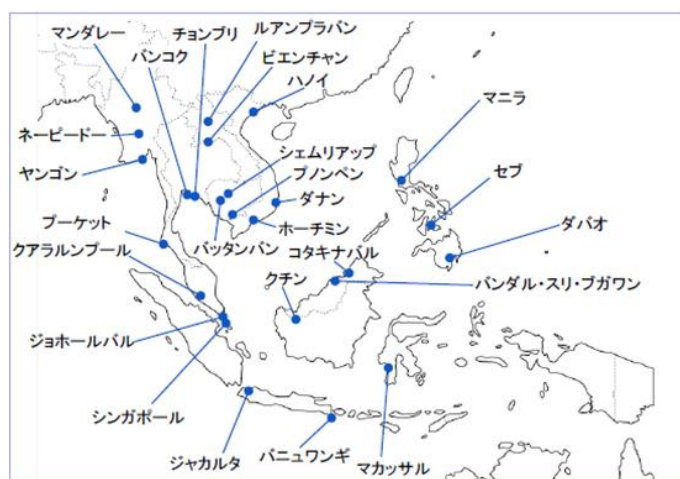 マンダレー
チョンブリ
ルアンプラバン
バンコク
ビエンチャン
ハノイ
マニラ
ネーピードー
シェムリアップ
プノンペン
セブ
ヤンゴン
ダナン
ダバオ
プーケット
バッタンバン
ホーチミン
クアラルンプール
コタキナバル
クチン
バンダル・スリ・ブガワン
ジョホールバル
シンガポール
ジャカルタ
バニュワンギ
マカッサル